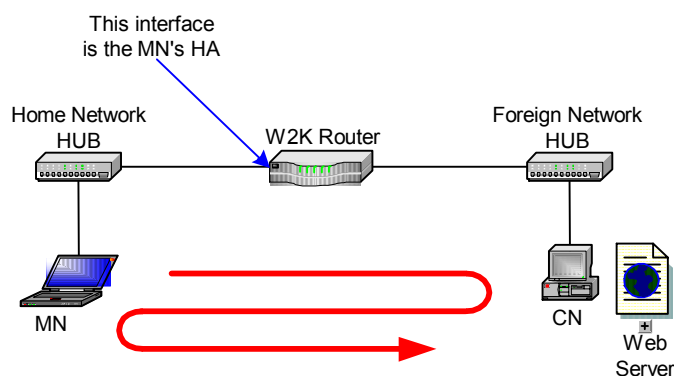 This interface
is the MN's HA
Home Network
HUB
W2K Router
Foreign Network
HUB
MN
CN
Web
Server